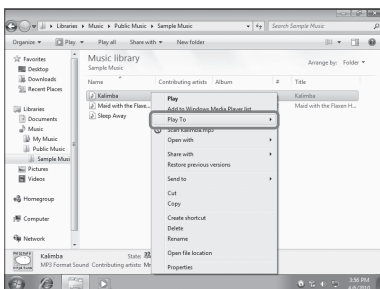 Libraries ▸ Music ▸ Public Music ▸ Sample Music
Search Sample Music
Organize Play Play all Share with New folder
Favorites
Desktop
Downloads
Recent Places
Libraries
Documents
Music
My Music
Public Music
Sample Musi
Pictures
Videos
Homegroup
Computer
Network
Music library
Sample Music
Arrange by: Folder
Name Contributing artists Album # Title
Kalimba Kalimba
Maid with the Flaxe... Maid with the Flaxen H...
Sleep Away
Play
Add to Windows Media Player list
Play To
Scan Kalimba.mp3
Open with
Share with
Restore previous versions
Send to
Cut
Copy
Create shortcut
Delete
Rename
Open file location
Properties
Kalimba State:
MP3 Format Sound Contributing artists: Mr
3:56 PM